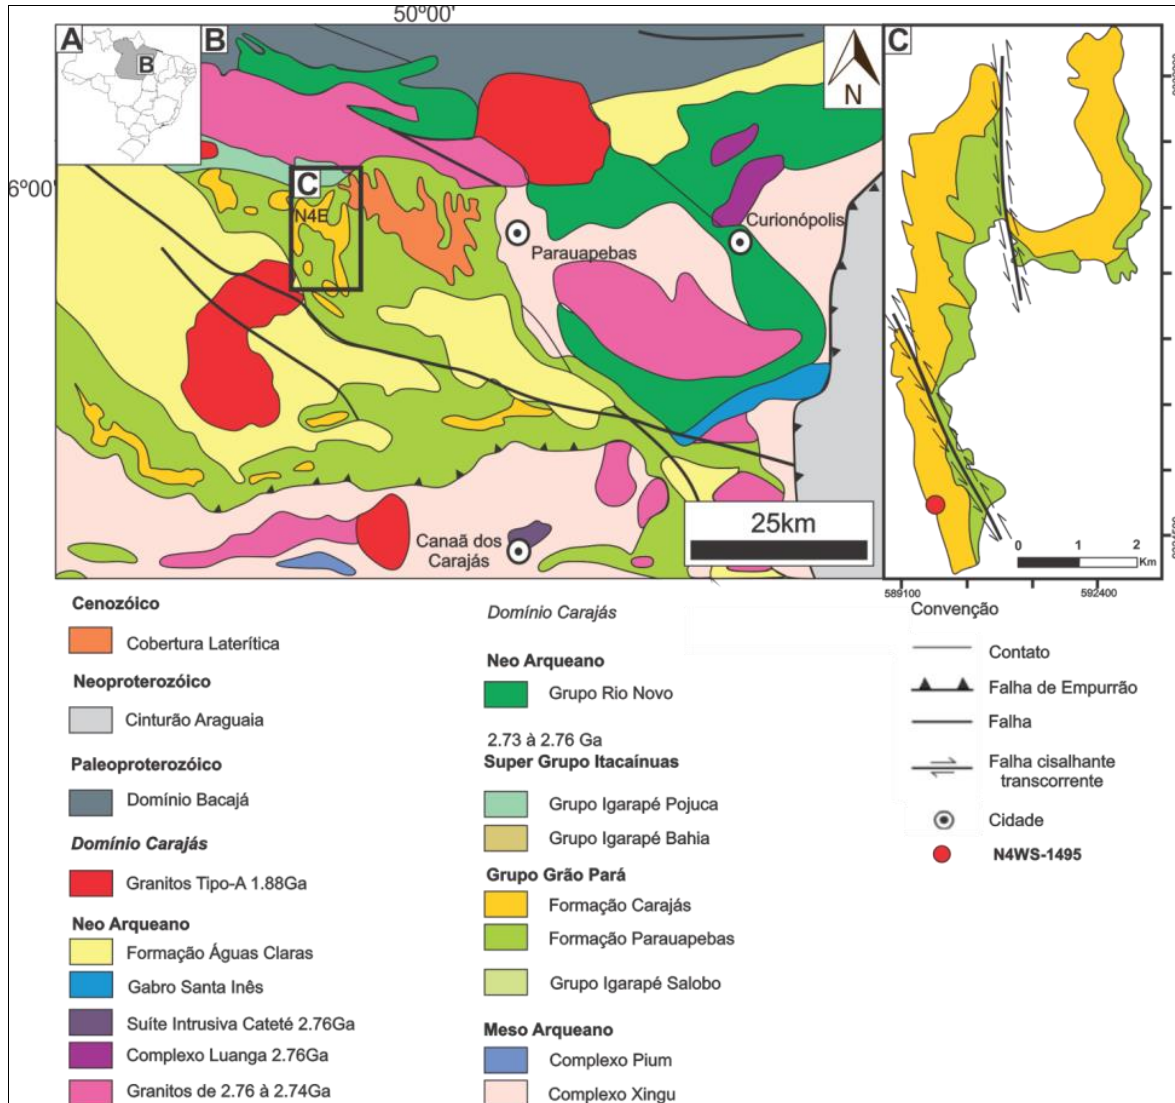 50º00'
A
B
B
C
N
6º00'
C
N4E
Parauapebas
Curionópolis
25km
Canaã dos
Carajás
0 1 2
Km
589100
592400
Cenozóico
Cobertura Laterítica
Neoproterozóico
Cinturão Araguaia
Paleoproterozóico
Domínio Bacajá
Domínio Carajás
Granitos Tipo-A 1.88Ga
Neo Arqueano
Formação Águas Claras
Gabro Santa Inês
Suíte Intrusiva Cateté 2.76Ga
Complexo Luanga 2.76Ga
Granitos de 2.76 à 2.74Ga
Domínio Carajás
Neo Arqueano
Grupo Rio Novo
2.73 à 2.76 Ga
Super Grupo Itacaínuas
Grupo Igarapé Pojuca
Grupo Igarapé Bahia
Grupo Grão Pará
Formação Carajás
Formação Parauapebas
Grupo Igarapé Salobo
Meso Arqueano
Complexo Pium
Complexo Xingu
Convenção
Contato
Falha de Empurrão
Falha
Falha cisalhante
transcorrente
Cidade
N4WS-1495